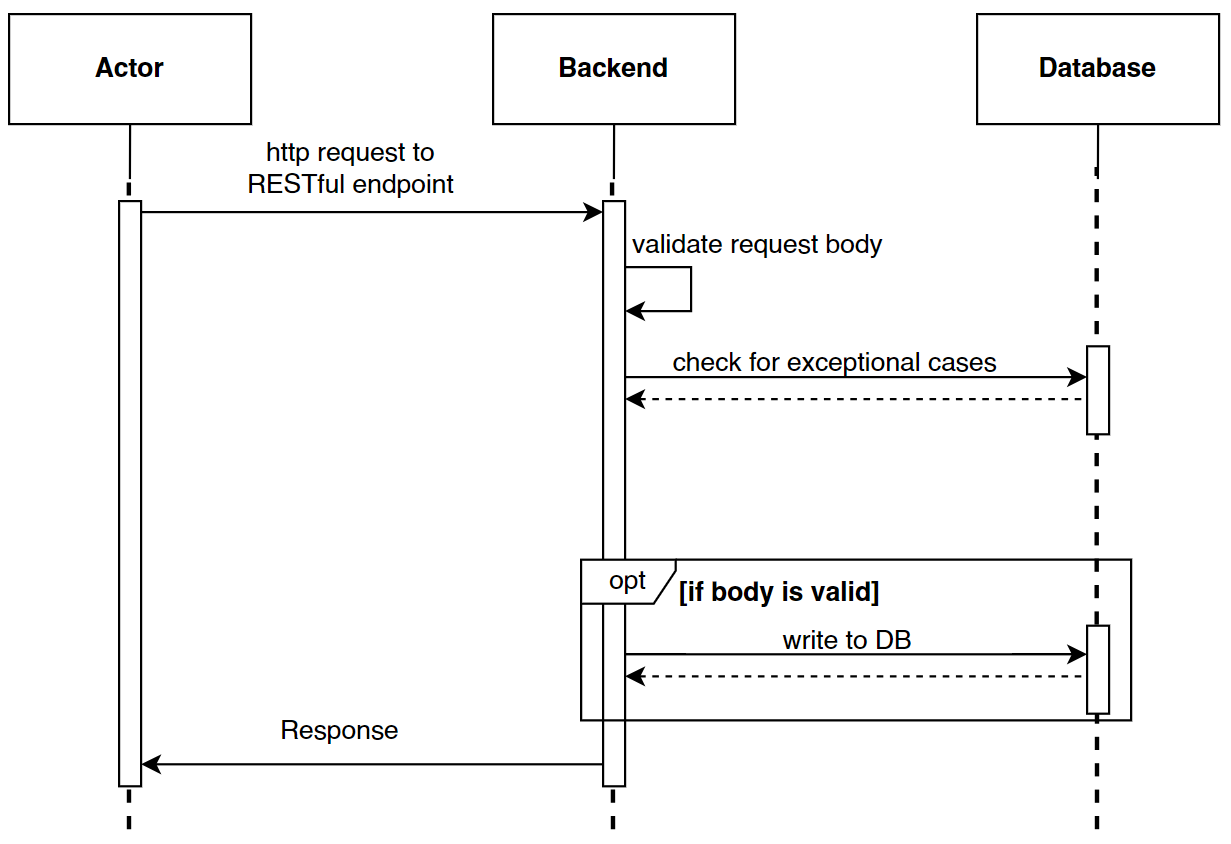 Actor
Backend
Database
http request to
RESTful endpoint
validate request body
check for exceptional cases
opt
[if body is valid]
write to DB
Response